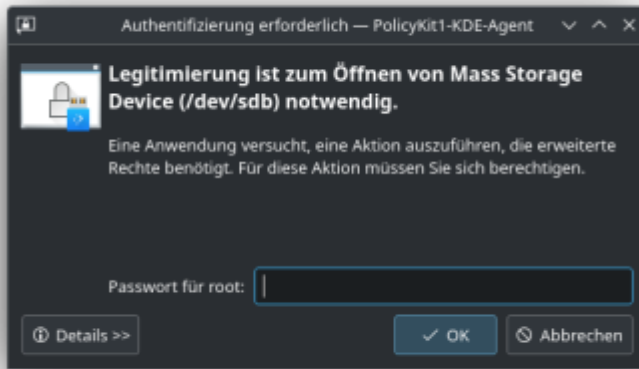 Authentifizierung erforderlich — PolicyKit1-KDE-Agent
Legitimierung ist zum Öffnen von Mass Storage
Device (/dev/sdb) notwendig.
Eine Anwendung versucht, eine Aktion auszuführen, die erweiterte
Rechte benötigt. Für diese Aktion müssen Sie sich berechtigen.
Passwort für root:
Details >>
OK
Abbrechen